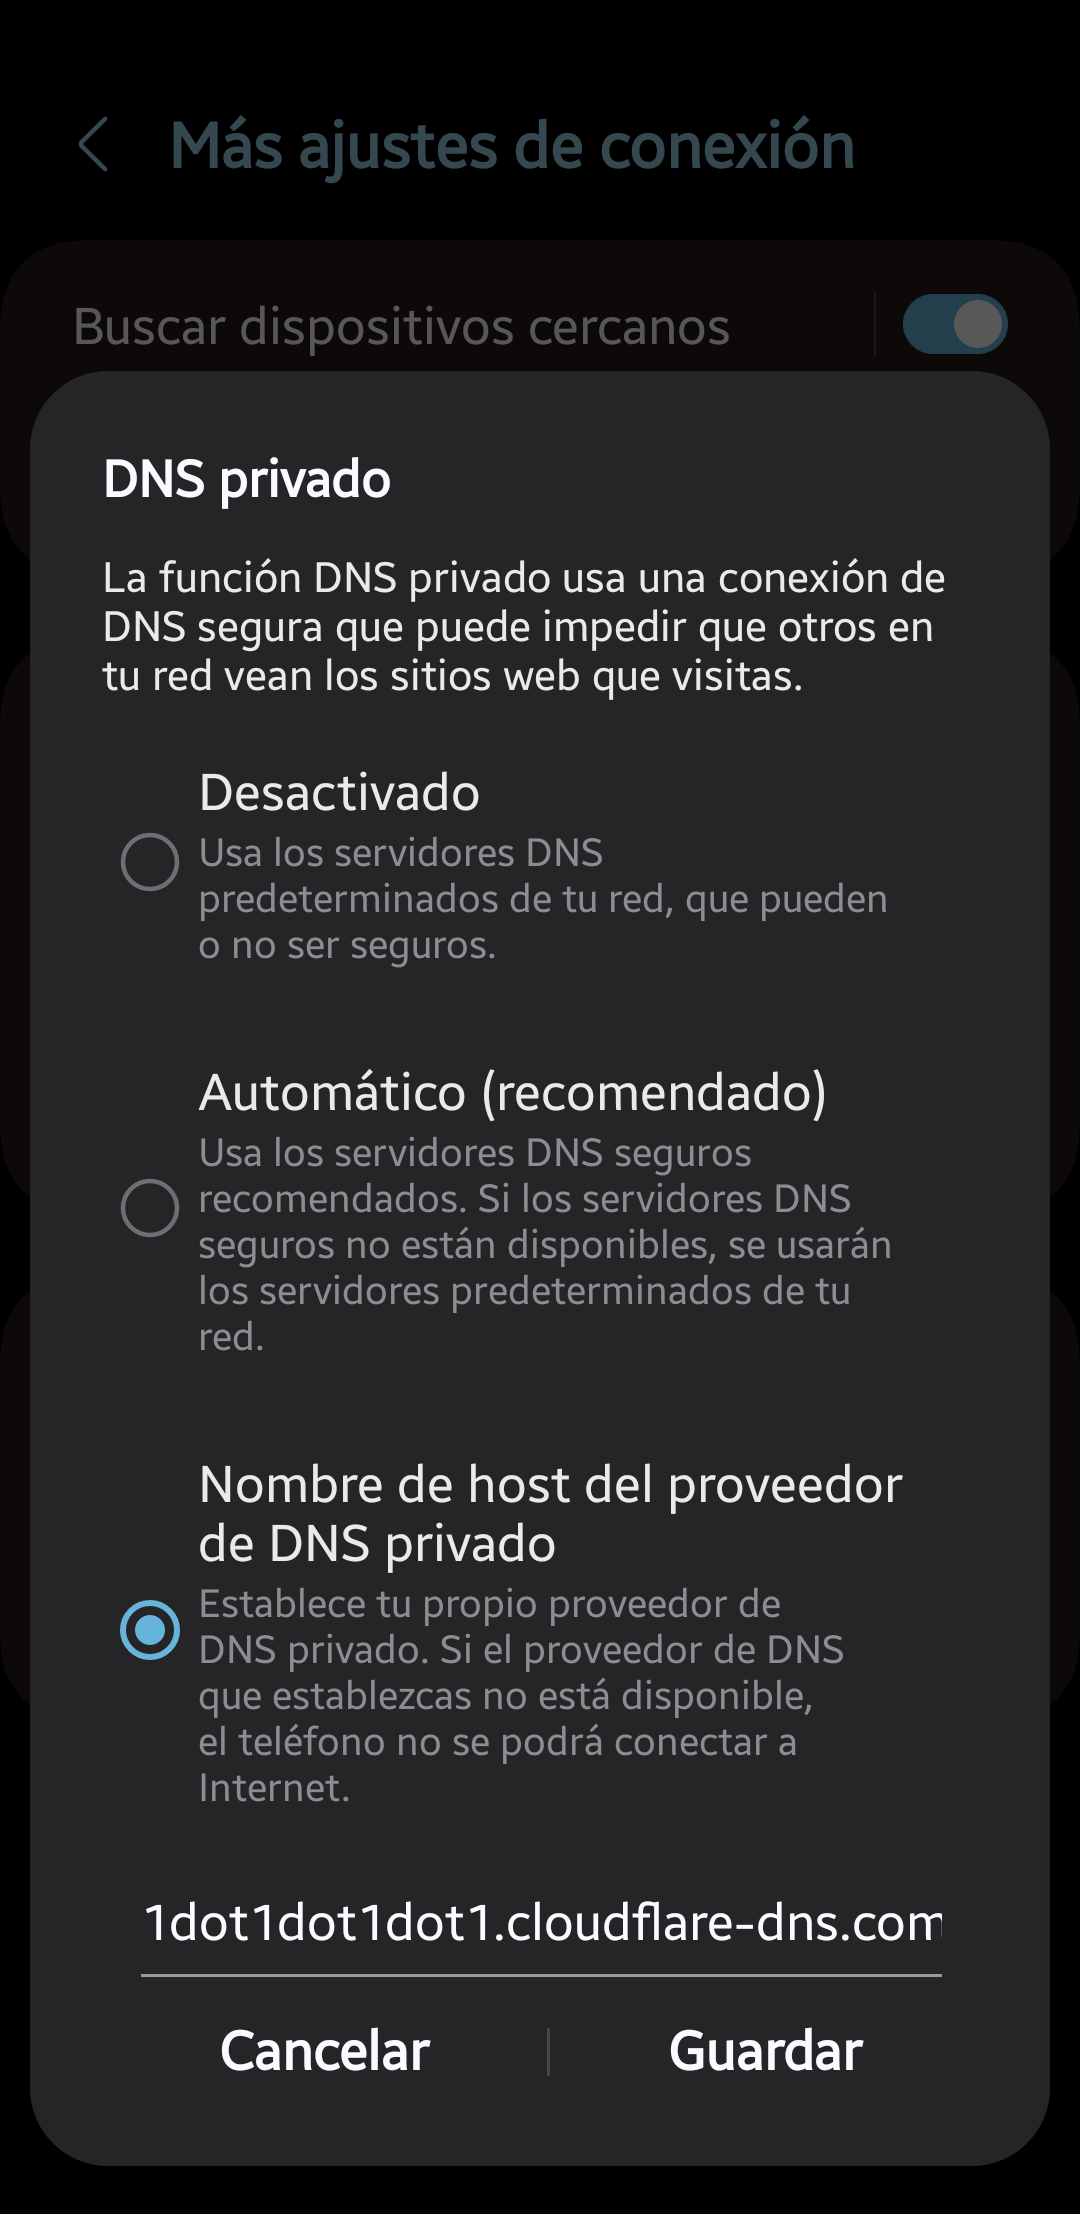 Más ajustes de conexión
Buscar dispositivos cercanos
DNS privado
La función DNS privado usa una conexión de
DNS segura que puede impedir que otros en
tu red vean los sitios web que visitas.
Desactivado
Usa los servidores DNS
predeterminados de tu red, que pueden
o no ser seguros.
Automático (recomendado)
Usa los servidores DNS seguros
recomendados. Si los servidores DNS
seguros no están disponibles, se usarán
los servidores predeterminados de tu
red.
Nombre de host del proveedor
de DNS privado
Establece tu propio proveedor de
DNS privado. Si el proveedor de DNS
que establezcas no está disponible,
el teléfono no se podrá conectar a
Internet.
1dot1dot1dot1.cloudflare-dns.com
Cancelar
Guardar